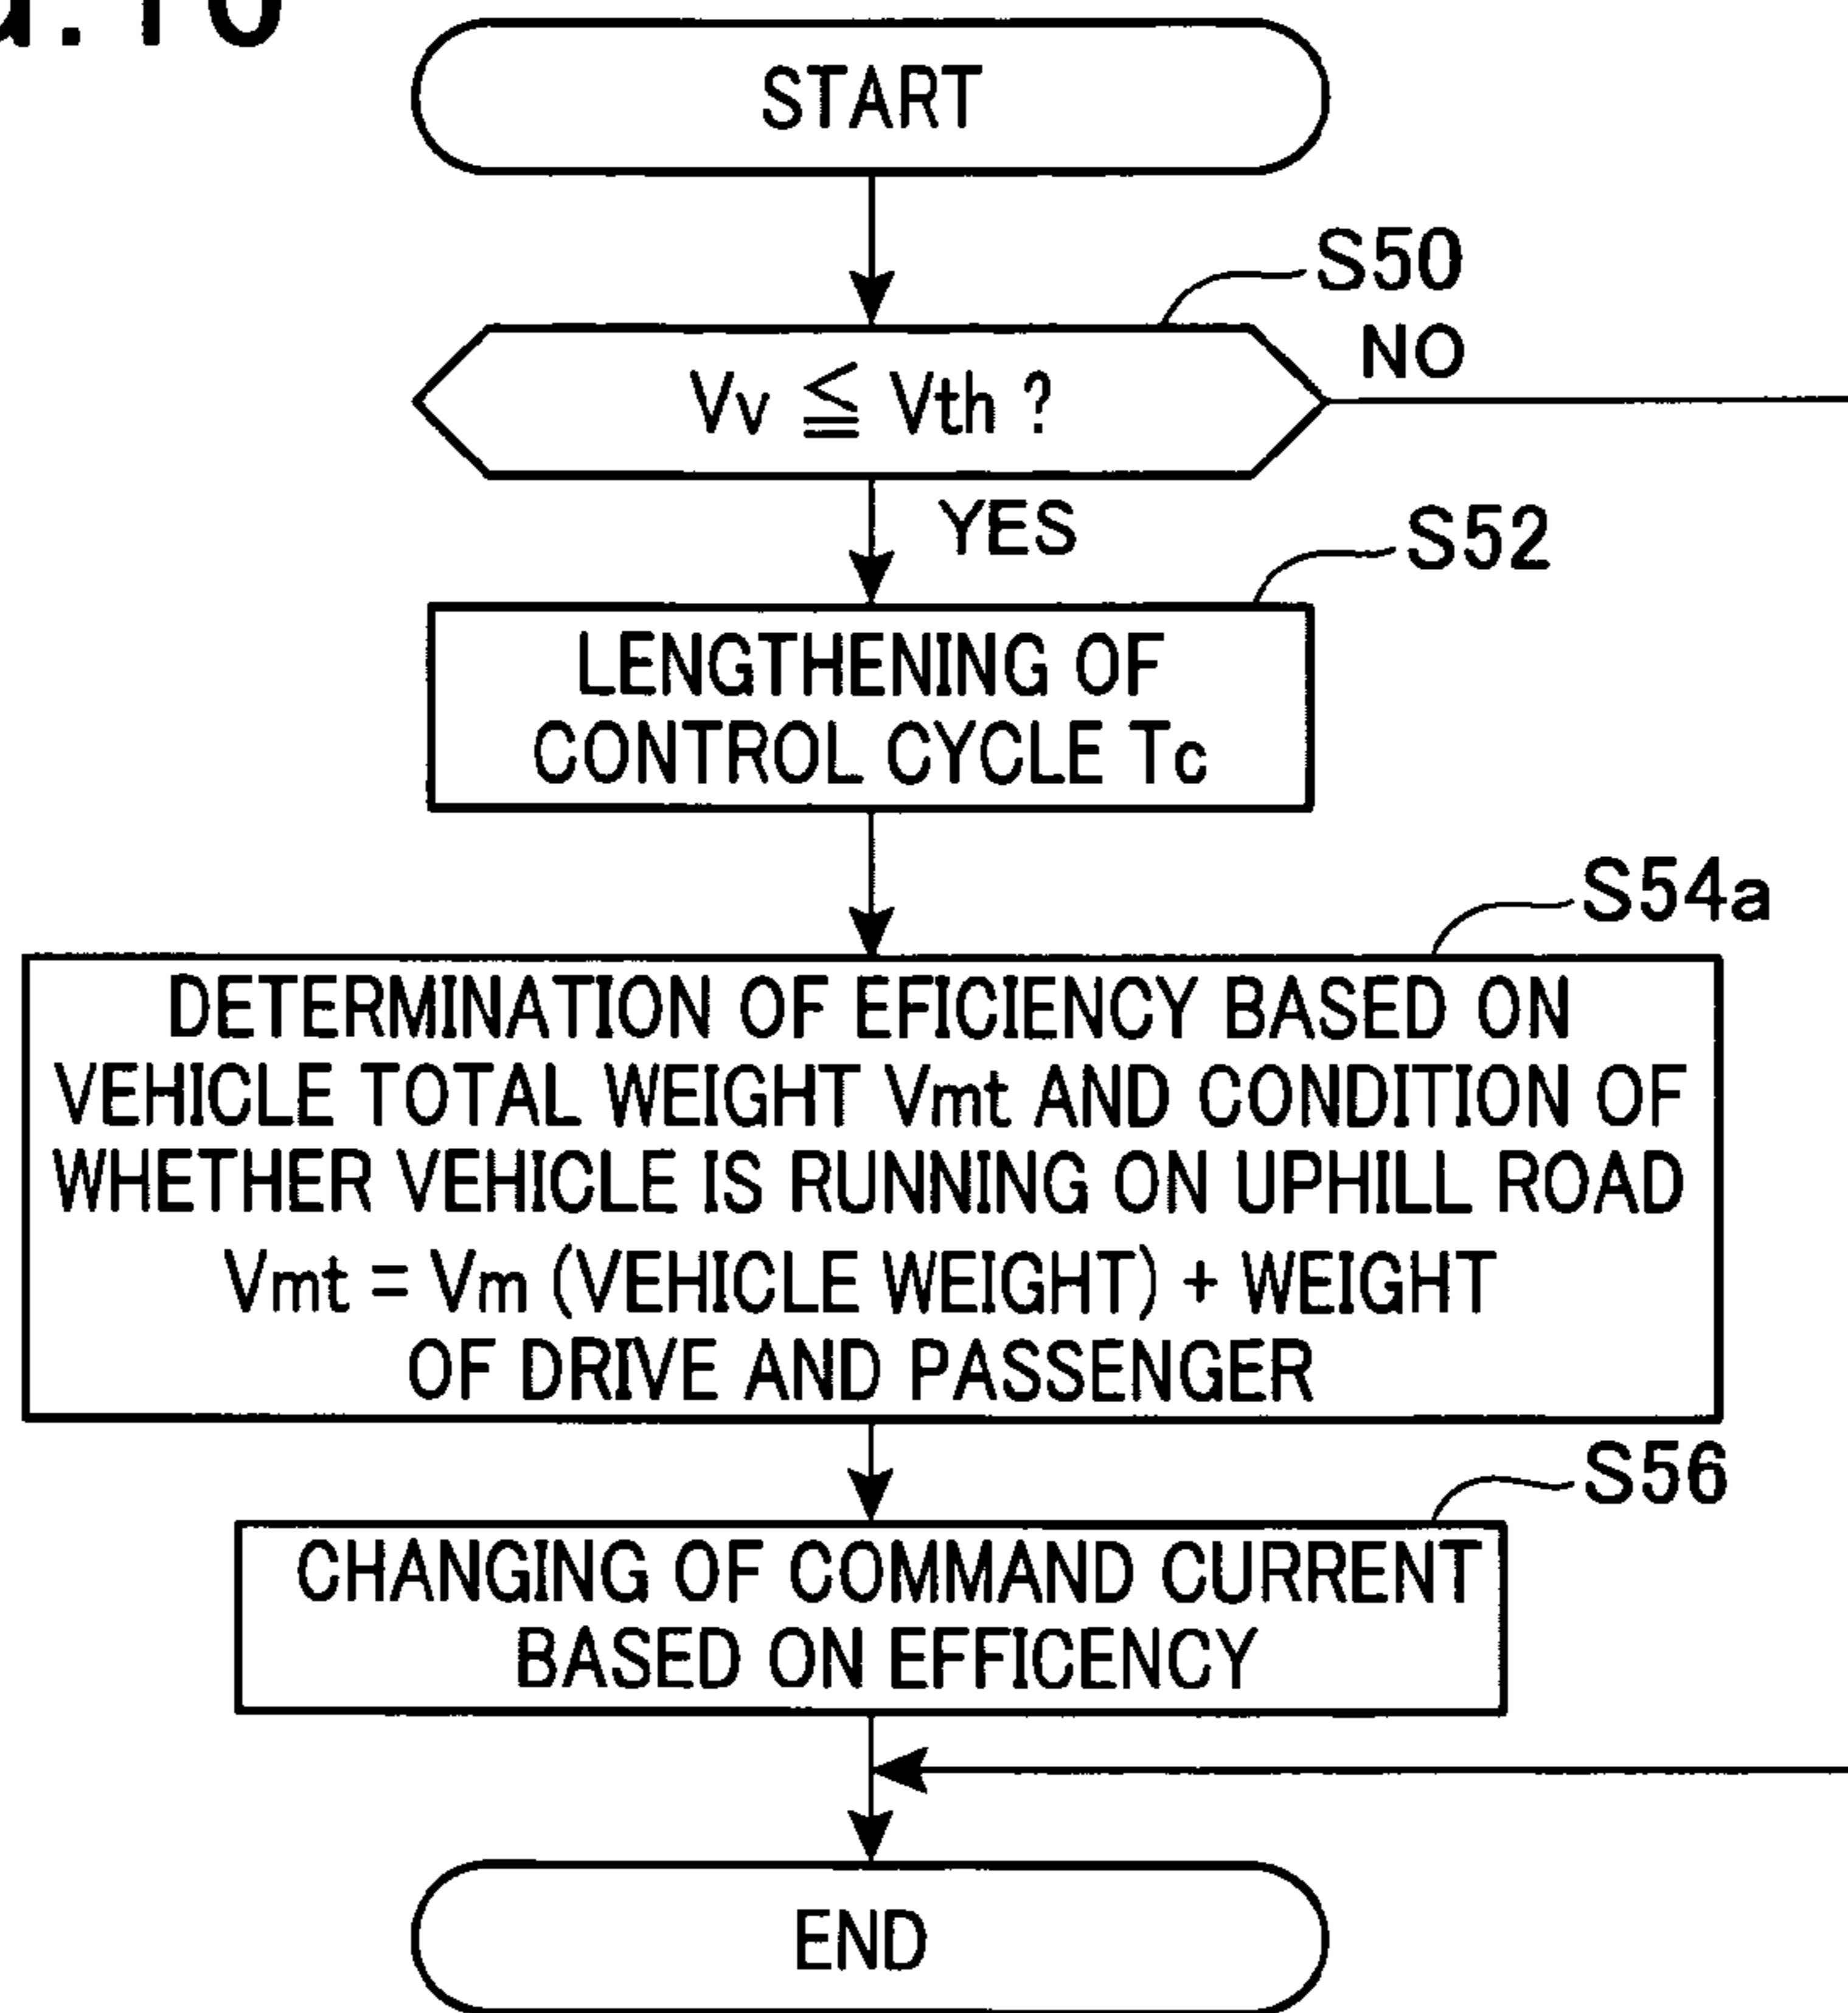 START
S50
Vv ≦ Vth ?
NO
YES
S52
LENGTHENING OF
CONTROL CYCLE Tc
S54a
DETERMINATION OF EFICIENCY BASED ON
VEHICLE TOTAL WEIGHT Vmt AND CONDITION OF
WHETHER VEHICLE IS RUNNING ON UPHILL ROAD
Vmt = Vm (VEHICLE WEIGHT) + WEIGHT
OF DRIVE AND PASSENGER
S56
CHANGING OF COMMAND CURRENT
BASED ON EFFICENCY
END